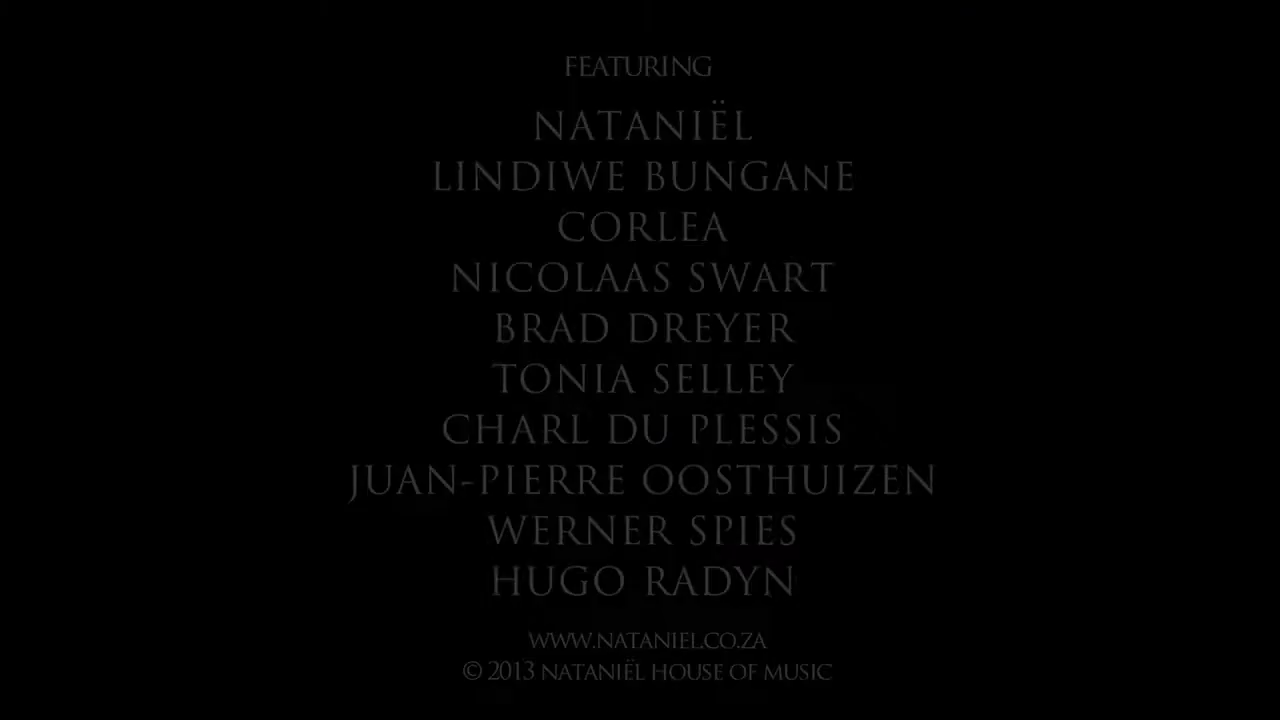 FEATURING
NATANIËL
LINDIWE BUNGANE
CORLEA
NICOLAAS SWART
BRAD DREYER
TONIA SELLEY
CHARL DU PLESSIS
JUAN-PIERRE OOSTHUIZEN
WERNER SPIES
HUGO RADYN
WWW.NATANIEL.CO.ZA
© 2013 NATANIËL HOUSE OF MUSIC